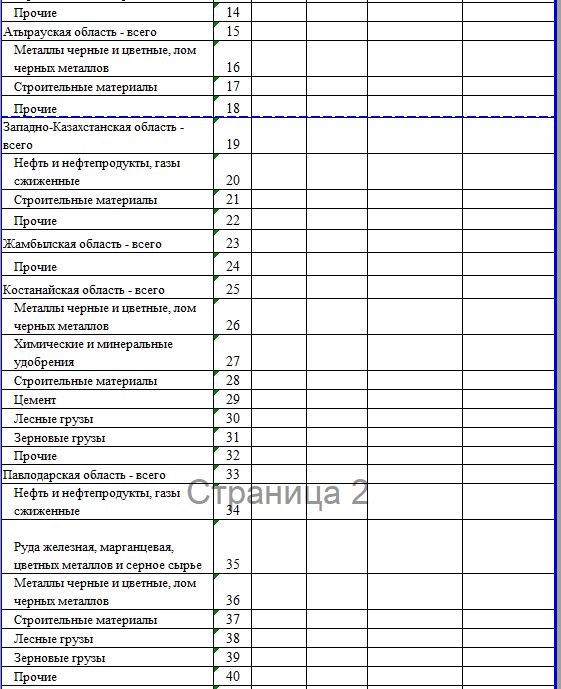 Прочие 14
Атырауская область - всего 15
Металлы черные и цветные, лом
черных металлов 16
Строительные материалы 17
Прочие 18
Западно-Казахстанская область -
всего 19
Нефть и нефтепродукты, газы
сжиженные 20
Строительные материалы 21
Прочие 22
Жамбылская область - всего 23
Прочие 24
Костанайская область - всего 25
Металлы черные и цветные, лом
черных металлов 26
Химические и минеральные
удобрения 27
Строительные материалы 28
Цемент 29
Лесные грузы 30
Зерновые грузы 31
Прочие 32
Павлодарская область - всего 33
Страница 2
Нефть и нефтепродукты, газы
сжиженные 34
Руда железная, марганцевая,
цветных металлов и серное сырье 35
Металлы черные и цветные, лом
черных металлов 36
Строительные материалы 37
Лесные грузы 38
Зерновые грузы 39
Прочие 40